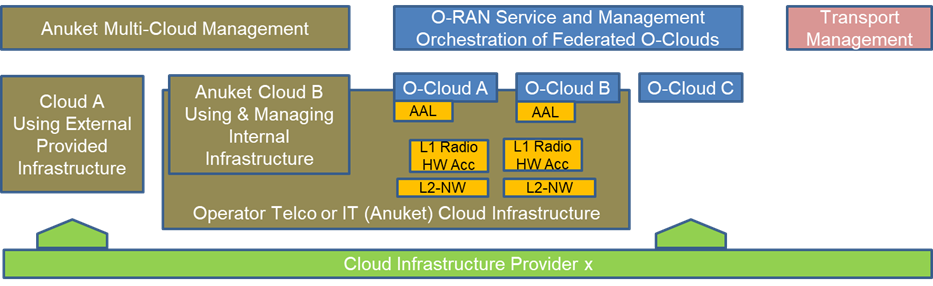 Anuket Multi-Cloud Management
O-RAN Service and Management
Orchestration of Federated O-Clouds
Transport
Management
Cloud A
Using External
Provided
Infrastructure
Anuket Cloud B
Using & Managing
Internal
Infrastructure
O-Cloud A
O-Cloud B
O-Cloud C
AAL
AAL
L1 Radio
HW Acc
L1 Radio
HW Acc
L2-NW
L2-NW
Operator Telco or IT (Anuket) Cloud Infrastructure
Cloud Infrastructure Provider x